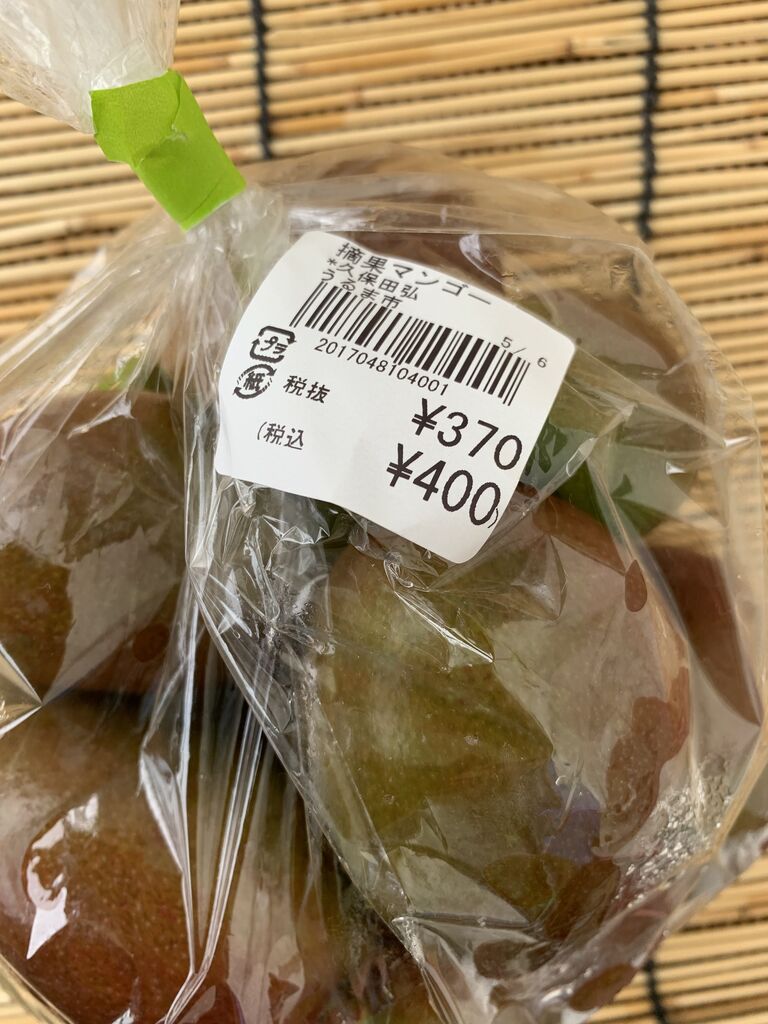 摘果マンゴー
*久保田弘
うるま市
5/ 6
2017048104001
プラ
紙
税抜 ¥370
(税込 ¥400)